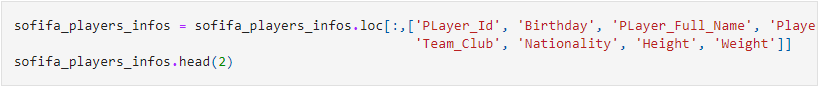 sofifa_players_infos = sofifa_players_infos.loc[:,['PLayer_Id', 'Birthday', 'PLayer_Full_Name', 'Playe
'Team_Club', 'Nationality', 'Height', 'Weight']]
sofifa_players_infos.head(2)